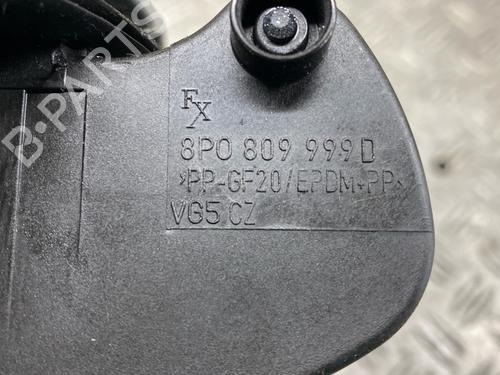 FX
8P0 809 999 D
>PP-GF20/EPDM+PP<
VG5 CZ
B-PARTS